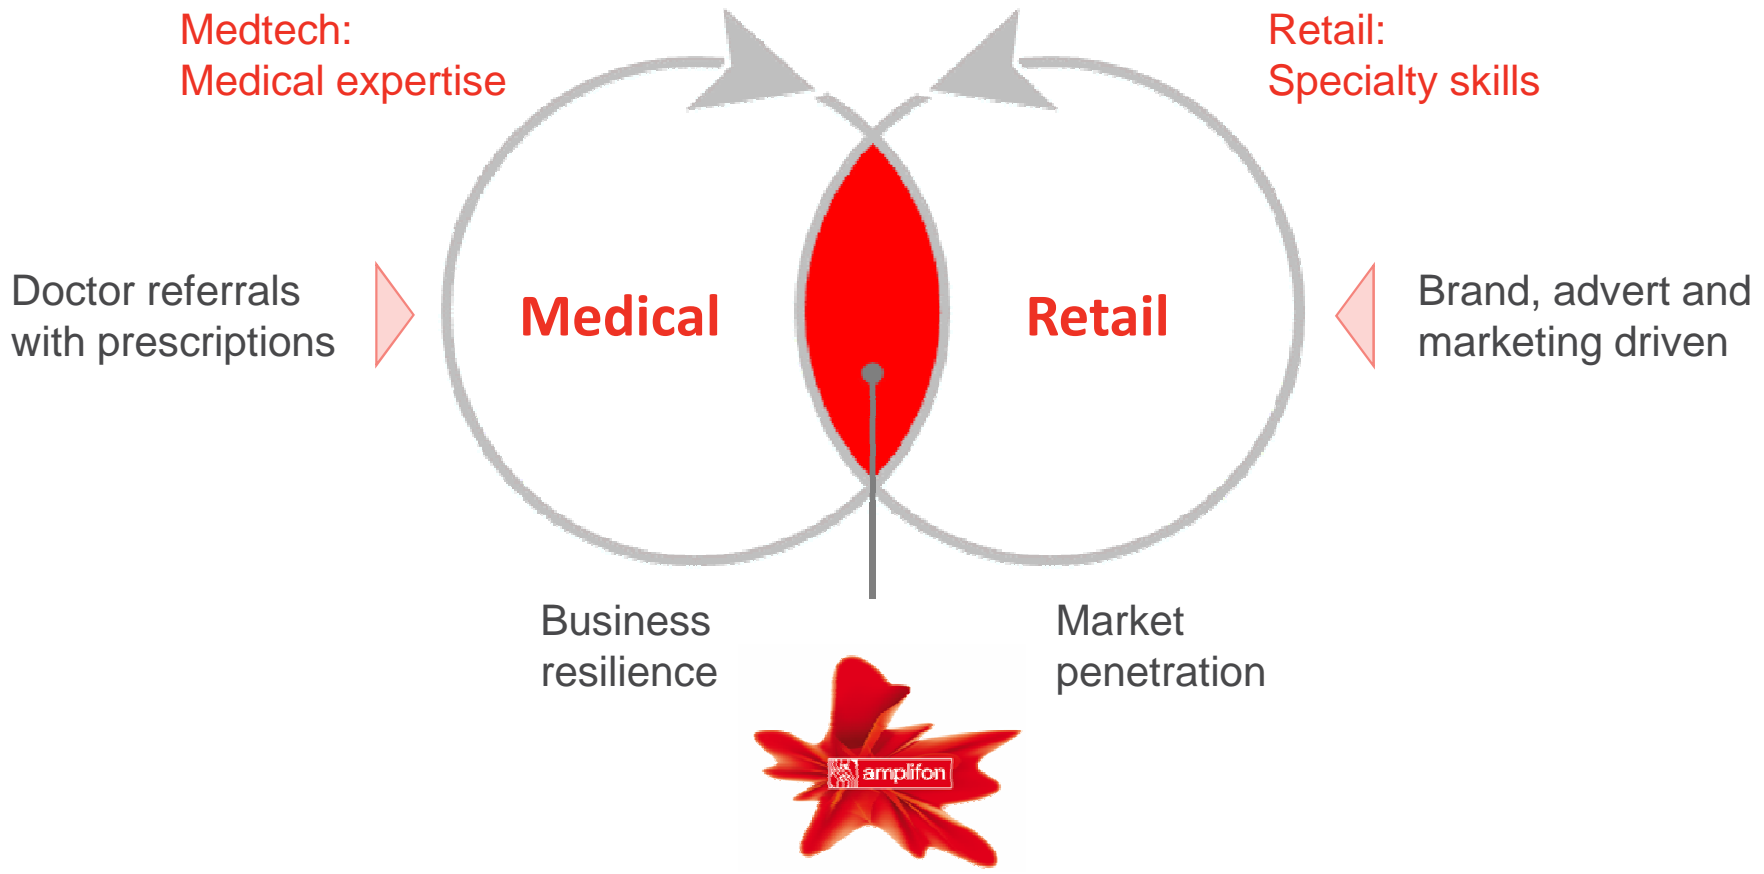 Medtech:
Medical expertise
Retail:
Specialty skills
Doctor referrals
with prescriptions
Medical
Retail
Brand, advert and
marketing driven
Business
resilience
Market
penetration
amplifon